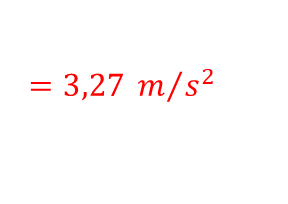 = 3,27 m/s²